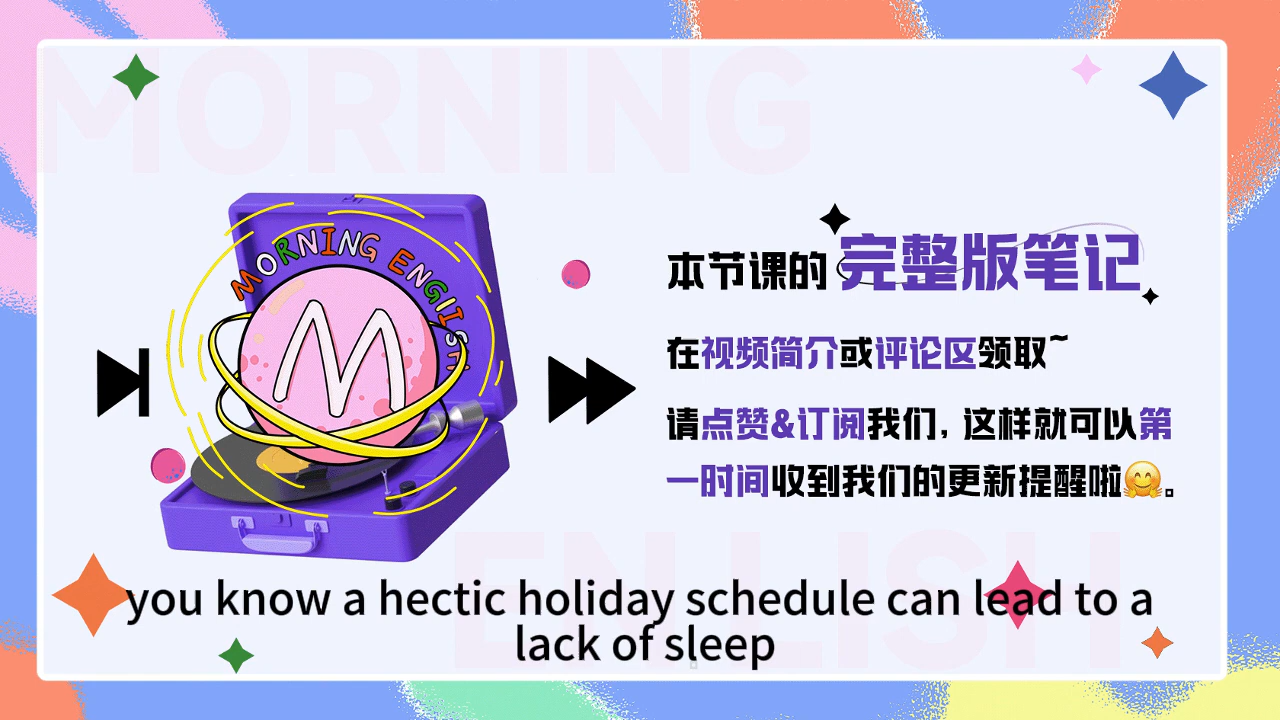 MORNING
MORNING ENGLISH
M
本节课的 完整版笔记
在视频简介或评论区领取~
请点赞&订阅我们，这样就可以第
一时间收到我们的更新提醒啦🤗。
ENGLISH
you know a hectic holiday schedule can lead to a
lack of sleep